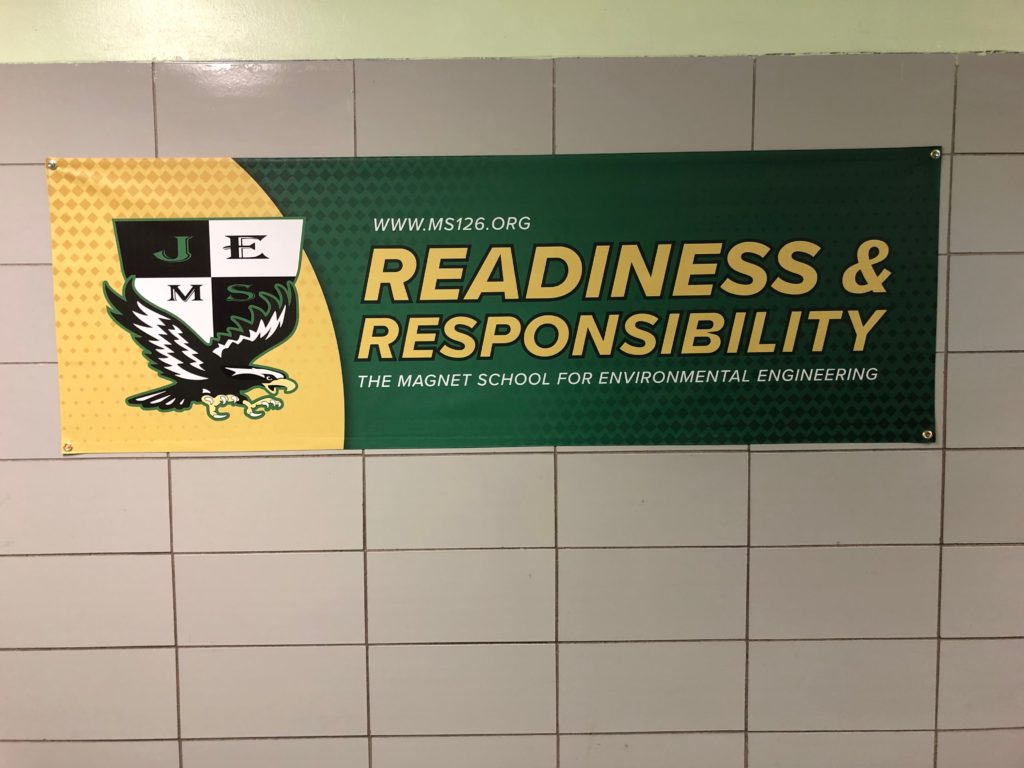 J E
M S
WWW.MS126.ORG
READINESS &
RESPONSIBILITY
THE MAGNET SCHOOL FOR ENVIRONMENTAL ENGINEERING